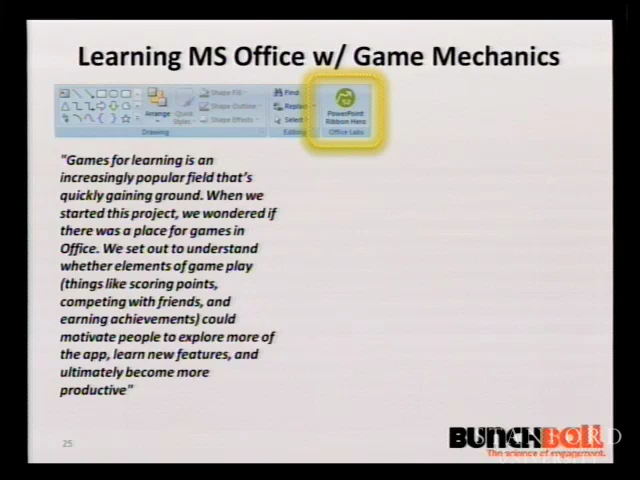 Learning MS Office w/ Game Mechanics
Arrange
Quick
Styles
Shape Fill
Shape Outline
Shape Effects
Find
Replace
Select
PowerPoint
Ribbon Hero
Drawing
Editing
Office Labs
"Games for learning is an
increasingly popular field that's
quickly gaining ground. When we
started this project, we wondered if
there was a place for games in
Office. We set out to understand
whether elements of game play
(things like scoring points,
competing with friends, and
earning achievements) could
motivate people to explore more of
the app, learn new features, and
ultimately become more
productive"
25
BUNCHBALL
The science of engagement.
STANFORD
UNIVERSITY